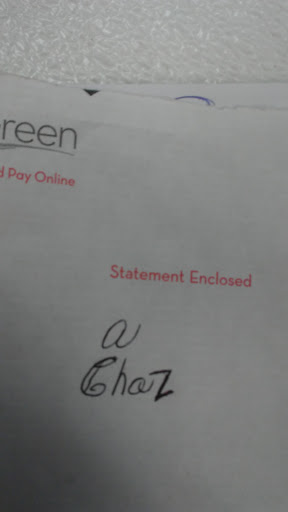 reen
d Pay Online
Statement Enclosed
a
Chaz